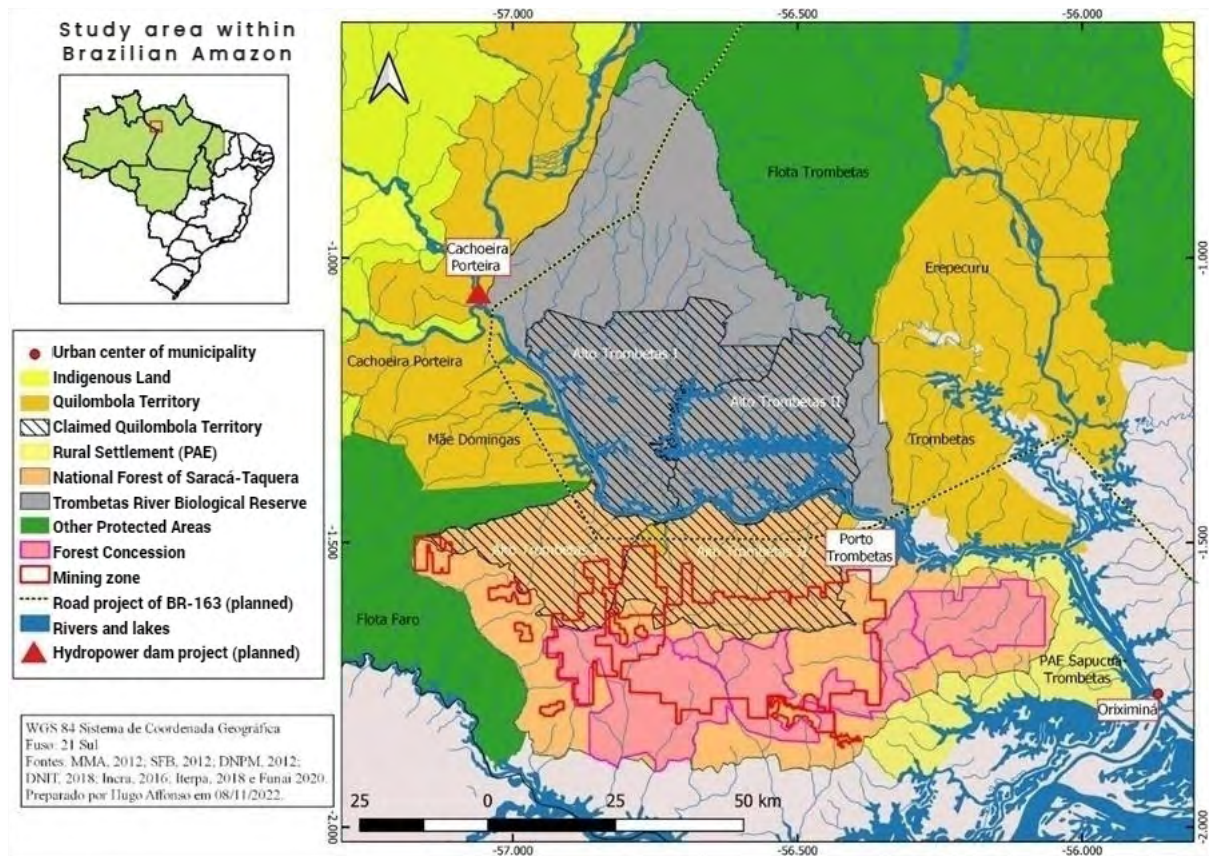 Study area within
Brazilian Amazon
Urban center of municipality
Indigenous Land
Quilombola Territory
Claimed Quilombola Territory
Rural Settlement (PAE)
National Forest of Saracá-Taquera
Trombetas River Biological Reserve
Other Protected Areas
Forest Concession
Mining zone
Road project of BR-163 (planned)
Rivers and lakes
Hydropower dam project (planned)
WGS 84 Sistema de Coordenada Geográfica
Fuso: 21 Sul
Fontes: MMA, 2012; SFB, 2012; DNPM, 2012;
DNIT, 2018; Incra, 2016; Iterpa, 2018 e Funai 2020.
Preparado por Hugo Affonso em 08/11/2022.
-57.000
-56.500
-56.000
Flota Trombetas
Cachoeira
Porteira
-1.000
-1.000
Erepecuru
Alto Trombetas I
Cachoeira Porteira
Alto Trombetas II
Mãe Domingas
Trombetas
-1.500
Alto Trombetas I
Alto Trombetas II
Porto
Trombetas
-1.500
Flota Faro
PAE Sapucuá-
Trombetas
Oriximiná
25
0
25
50 km
-2.000
-2.000
-57.000
-56.500
-56.000